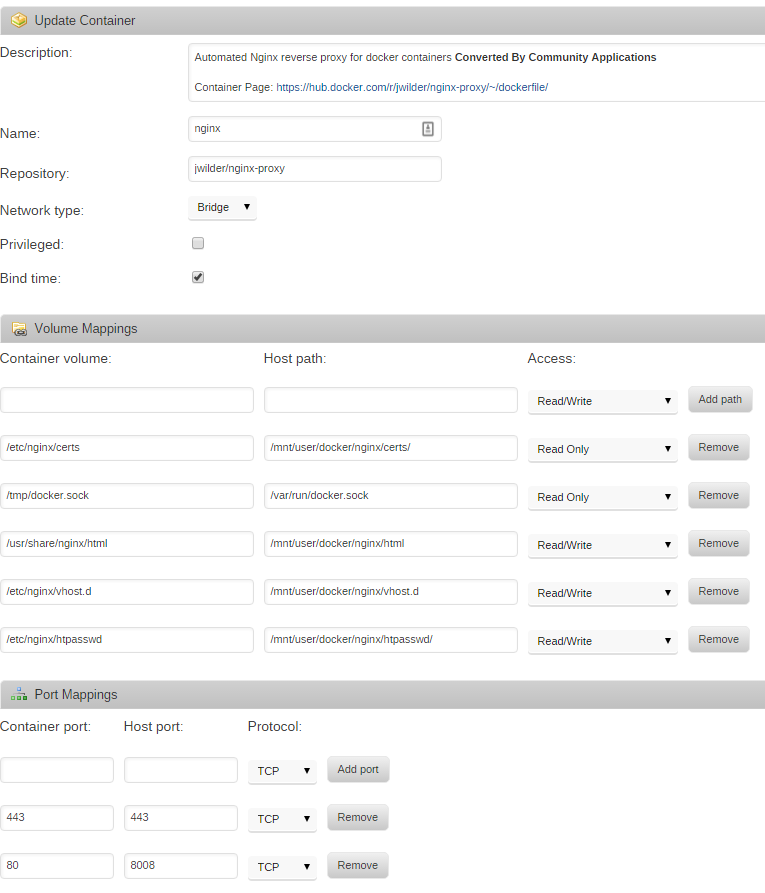 Update Container
Description:
Automated Nginx reverse proxy for docker containers Converted By Community Applications
Container Page: https://hub.docker.com/r/jwilder/nginx-proxy/~/dockerfile/
Name: nginx
Repository: jwilder/nginx-proxy
Network type: Bridge
Privileged:
Bind time:
Volume Mappings
Container volume: Host path: Access:
Read/Write Add path
/etc/nginx/certs /mnt/user/docker/nginx/certs/ Read Only Remove
/tmp/docker.sock /var/run/docker.sock Read Only Remove
/usr/share/nginx/html /mnt/user/docker/nginx/html Read/Write Remove
/etc/nginx/vhost.d /mnt/user/docker/nginx/vhost.d Read/Write Remove
/etc/nginx/htpasswd /mnt/user/docker/nginx/htpasswd/ Read/Write Remove
Port Mappings
Container port: Host port: Protocol:
TCP Add port
443 443 TCP Remove
80 8008 TCP Remove